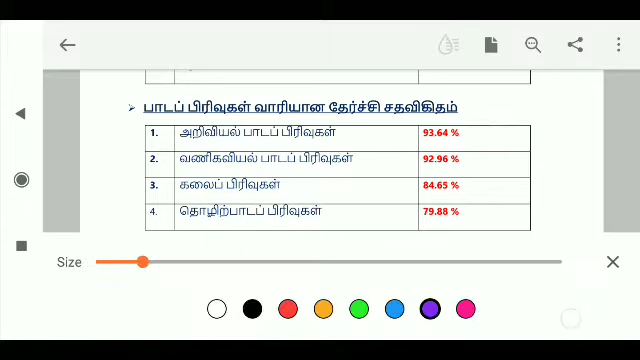 ➢ பாடப் பிரிவுகள் வாரியான தேர்ச்சி சதவிகிதம்
1. அறிவியல் பாடப் பிரிவுகள் 93.64 %
2. வணிகவியல் பாடப் பிரிவுகள் 92.96 %
3. கலைப் பிரிவுகள் 84.65 %
4. தொழிற்பாடப் பிரிவுகள் 79.88 %
Size